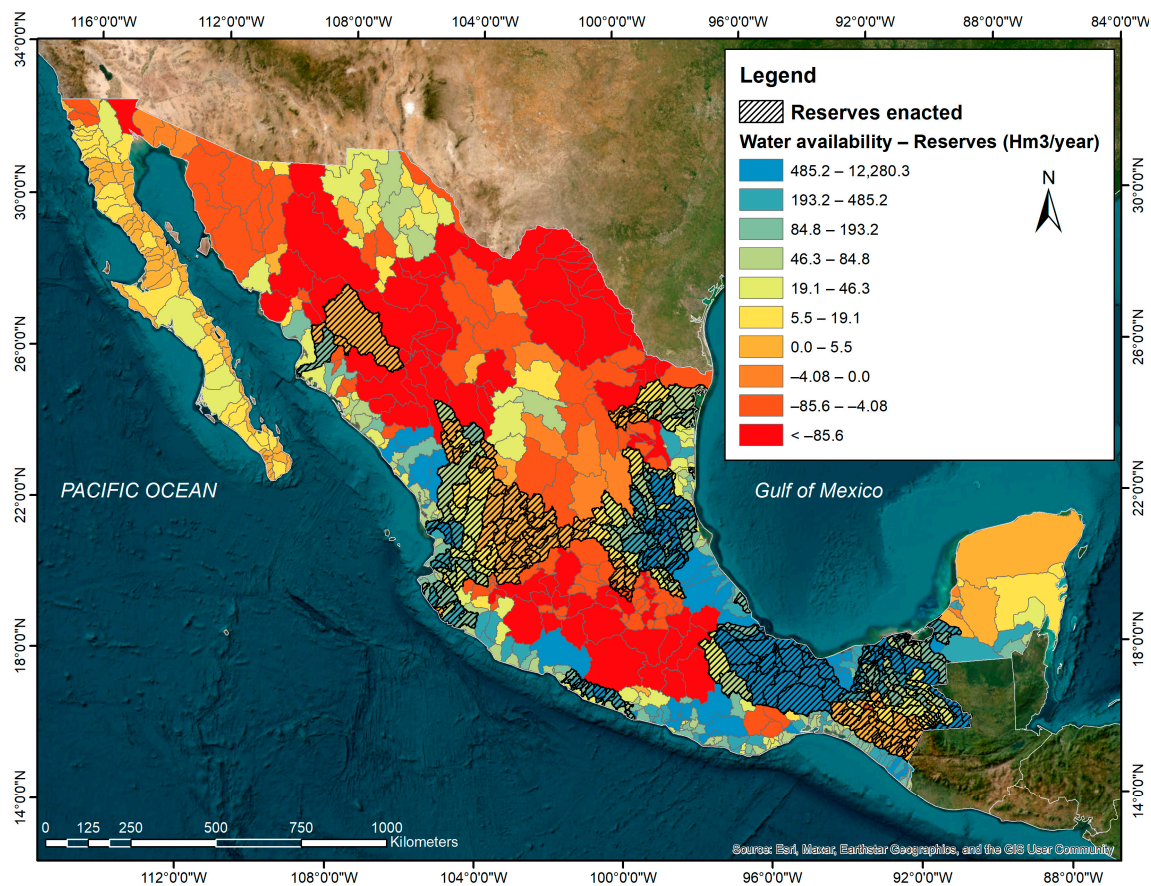 116°0'0"W 112°0'0"W 108°0'0"W 104°0'0"W 100°0'0"W 96°0'0"W 92°0'0"W 88°0'0"W 84°0'0"W
34°0'0"N
30°0'0"N
26°0'0"N
22°0'0"N
18°0'0"N
14°0'0"N
Legend
Reserves enacted
Water availability – Reserves (Hm3/year)
485.2 – 12,280.3
193.2 – 485.2
84.8 – 193.2
46.3 – 84.8
19.1 – 46.3
5.5 – 19.1
0.0 – 5.5
–4.08 – 0.0
–85.6 – –4.08
< –85.6
N
30°0'0"N
26°0'0"N
22°0'0"N
18°0'0"N
14°0'0"N
PACIFIC OCEAN
Gulf of Mexico
0 125 250 500 750 1000
Kilometers
Source: Esri, Maxar, Earthstar Geographics, and the GIS User Community
112°0'0"W 108°0'0"W 104°0'0"W 100°0'0"W 96°0'0"W 92°0'0"W 88°0'0"W